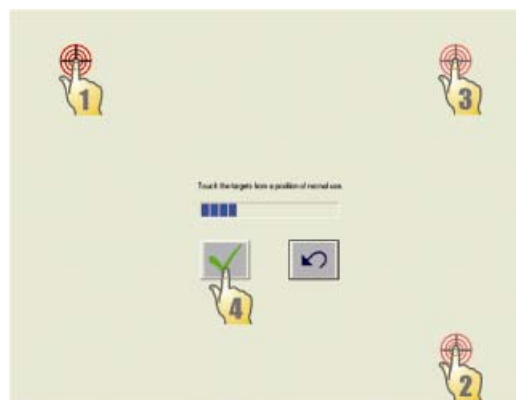 1
3
Touch the targets from a position of normal use.
4
2